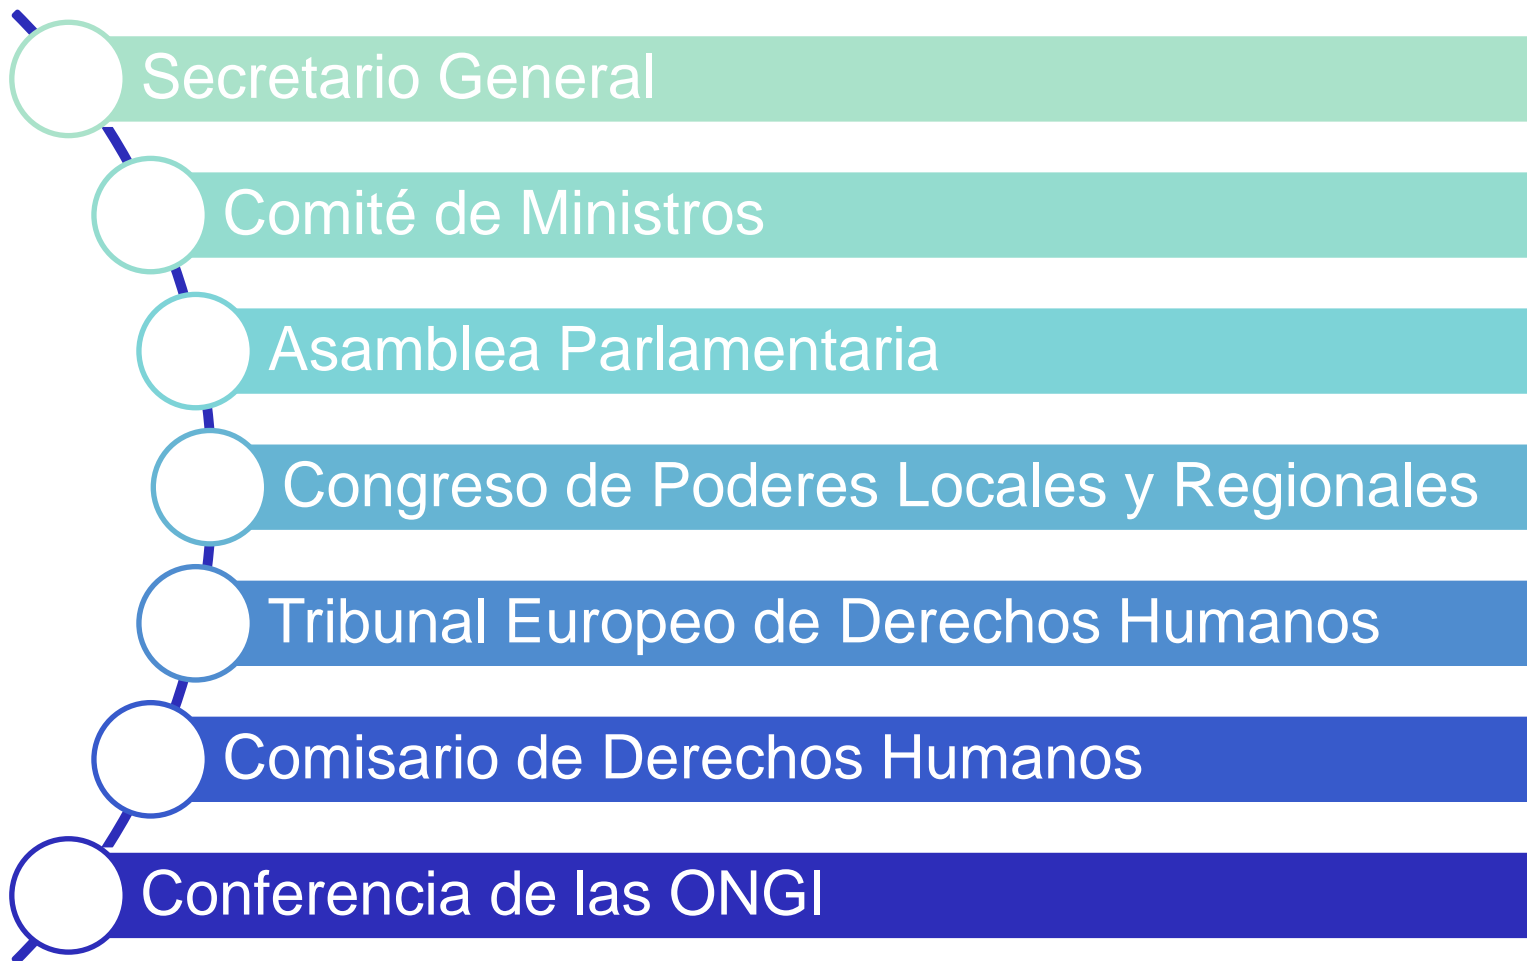 Secretario General
Comité de Ministros
Asamblea Parlamentaria
Congreso de Poderes Locales y Regionales
Tribunal Europeo de Derechos Humanos
Comisario de Derechos Humanos
Conferencia de las ONGI